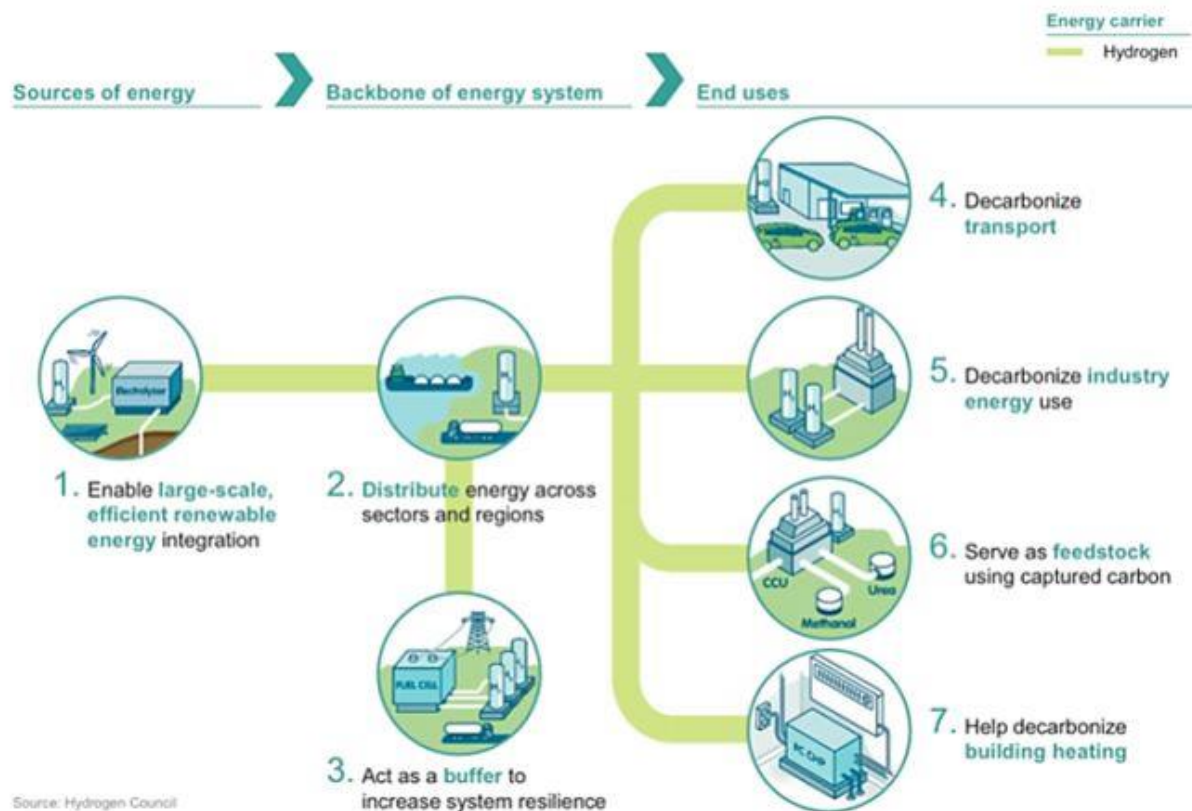 Energy carrier
Hydrogen
Sources of energy
Backbone of energy system
End uses
4. Decarbonize
transport
Electrolyser
5. Decarbonize industry
energy use
1. Enable large-scale,
efficient renewable
energy integration
2. Distribute energy across
sectors and regions
CCU
Urea
Methanol
6. Serve as feedstock
using captured carbon
FUEL CELL
7. Help decarbonize
building heating
3. Act as a buffer to
increase system resilience
Source: Hydrogen Council